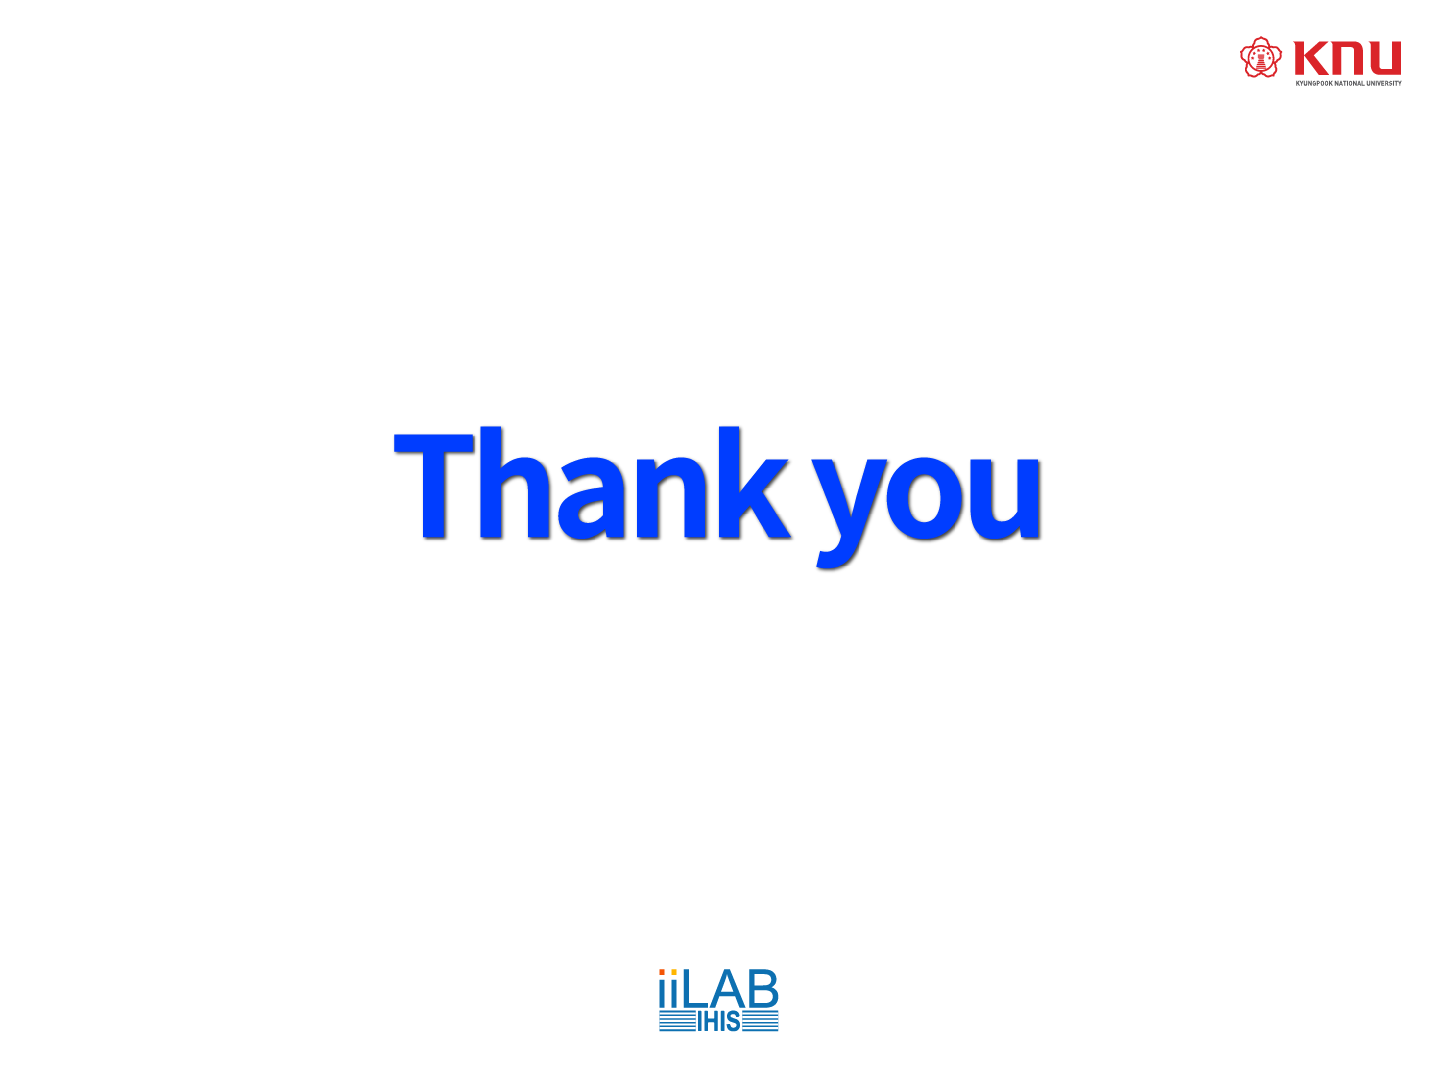 KNU
KYUNGPOOK NATIONAL UNIVERSITY
Thank you
iiLAB
IHIS